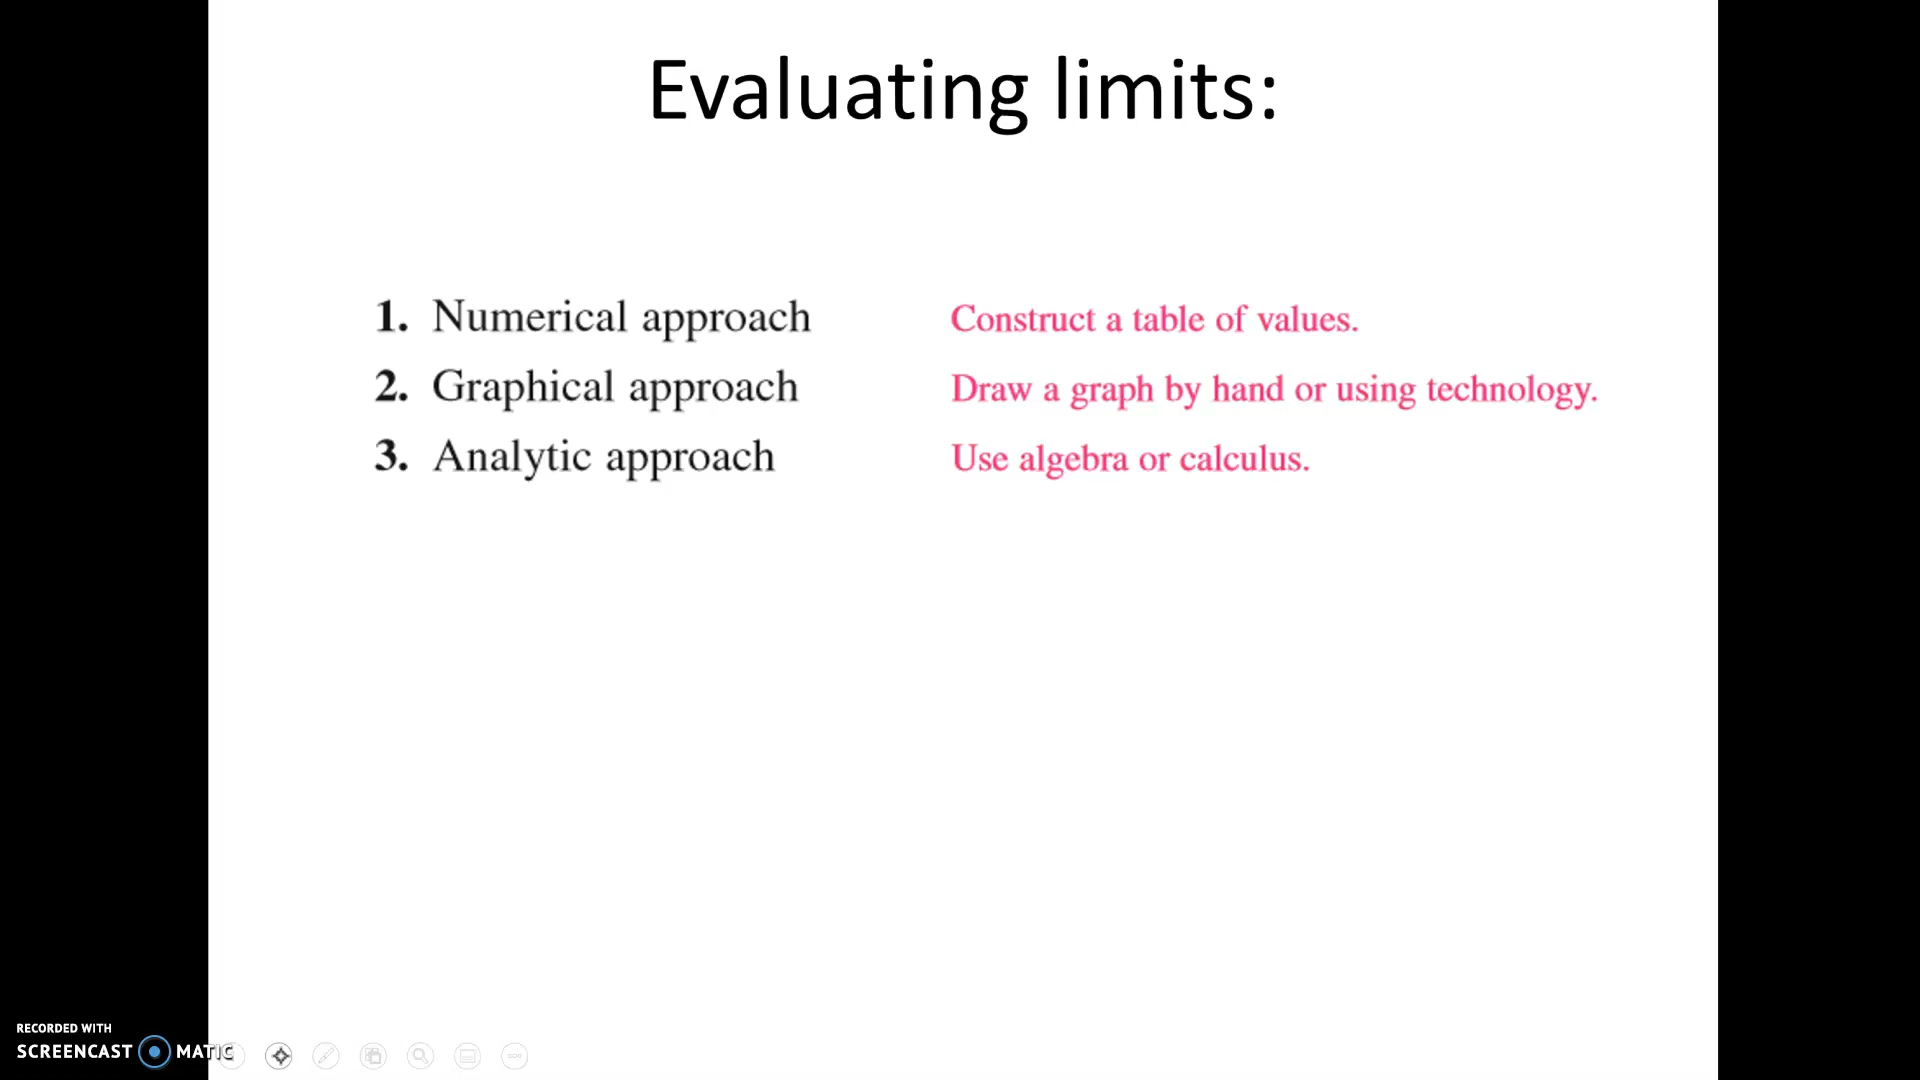 Evaluating limits:
1. Numerical approach Construct a table of values.
2. Graphical approach Draw a graph by hand or using technology.
3. Analytic approach Use algebra or calculus.
RECORDED WITH
SCREENCAST MATIC